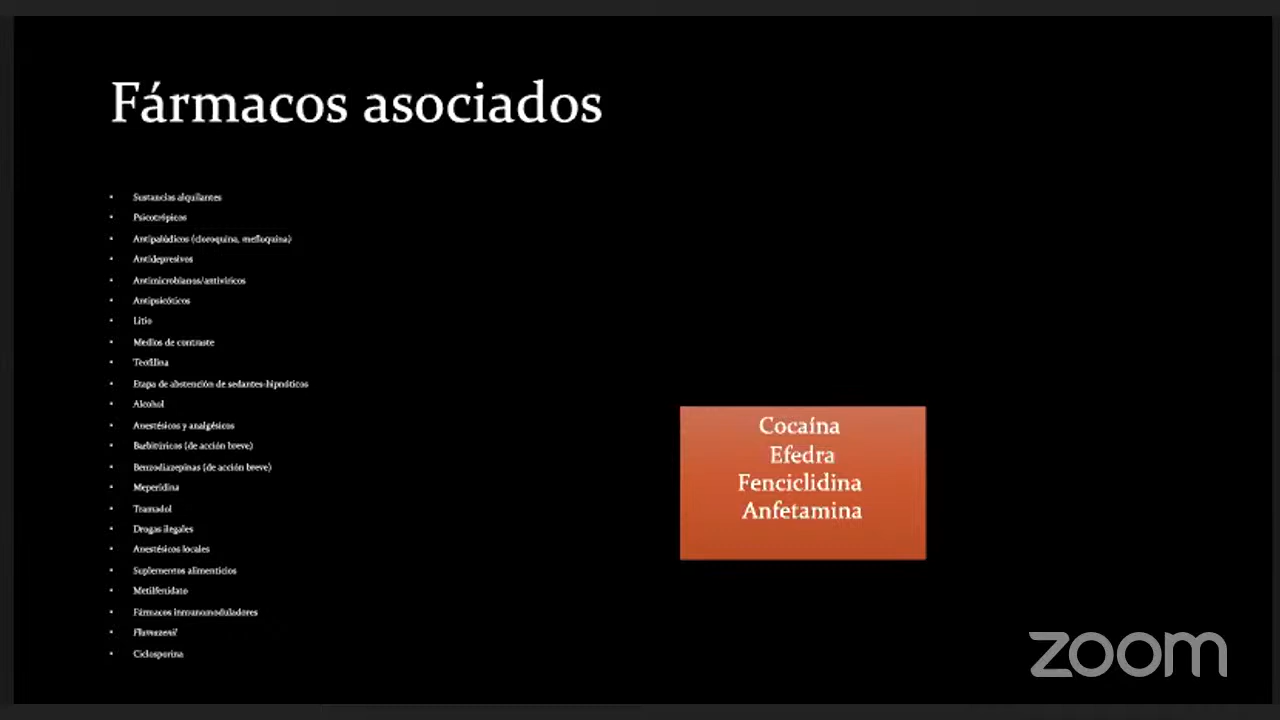 Fármacos asociados
• Sustancias alquilantes
• Psicotrópicos
• Antipalúdicos (cloroquina, mefloquina)
• Antidepresivos
• Antimicrobianos/antivíricos
• Antipsicóticos
• Litio
• Medios de contraste
• Teofilina
• Etapa de abstención de sedantes-hipnóticos
• Alcohol
• Anestésicos y analgésicos
• Barbitúricos (de acción breve)
• Benzodiazepinas (de acción breve)
• Meperidina
• Tramadol
• Drogas ilegales
• Anestésicos locales
• Suplementos alimenticios
• Metilfenidato
• Fármacos inmunomoduladores
• Flumazenil
• Ciclosporina
Cocaína
Efedra
Fenciclidina
Anfetamina
zoom